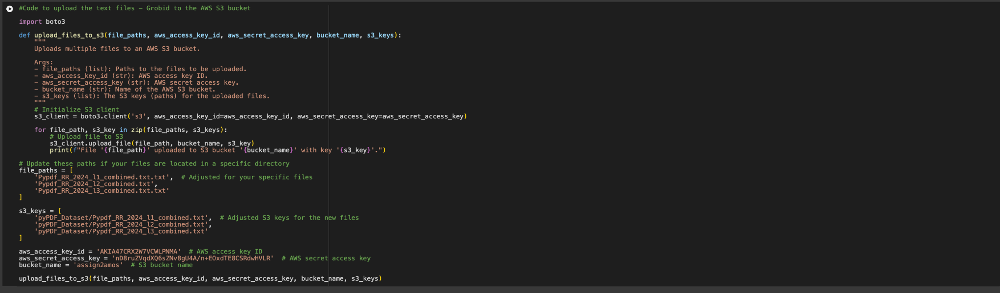 #Code to upload the text files – Grobid to the AWS S3 bucket
import boto3
def upload_files_to_s3(file_paths, aws_access_key_id, aws_secret_access_key, bucket_name, s3_keys):
"""
Uploads multiple files to an AWS S3 bucket.
Args:
- file_paths (list): Paths to the files to be uploaded.
- aws_access_key_id (str): AWS access key ID.
- aws_secret_access_key (str): AWS secret access key.
- bucket_name (str): Name of the AWS S3 bucket.
- s3_keys (list): The S3 keys (paths) for the uploaded files.
"""
# Initialize S3 client
s3_client = boto3.client('s3', aws_access_key_id=aws_access_key_id, aws_secret_access_key=aws_secret_access_key)
for file_path, s3_key in zip(file_paths, s3_keys):
# Upload file to S3
s3_client.upload_file(file_path, bucket_name, s3_key)
print(f"File '{file_path}' uploaded to S3 bucket '{bucket_name}' with key '{s3_key}'.")
# Update these paths if your files are located in a specific directory
file_paths = [
'Pypdf_RR_2024_l1_combined.txt.txt',  # Adjusted for your specific files
'Pypdf_RR_2024_l2_combined.txt',
'Pypdf_RR_2024_l3_combined.txt.txt'
]
s3_keys = [
'pyPDF_Dataset/Pypdf_RR_2024_l1_combined.txt',  # Adjusted S3 keys for the new files
'pyPDF_Dataset/Pypdf_RR_2024_l2_combined.txt',
'pyPDF_Dataset/Pypdf_RR_2024_l3_combined.txt'
]
aws_access_key_id = 'AKIA47CRX2W7VCWLPNMA'  # AWS access key ID
aws_secret_access_key = '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'  # AWS secret access key
bucket_name = 'assign2amos'  # S3 bucket name
upload_files_to_s3(file_paths, aws_access_key_id, aws_secret_access_key, bucket_name, s3_keys)